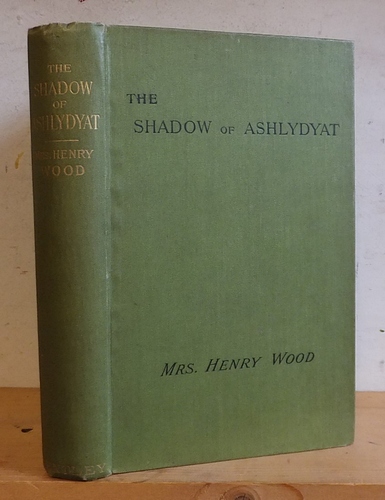 THE
SHADOW
OF
ASHLYDYAT
MRS. HENRY
WOOD
THE
SHADOW OF ASHLYDYAT
MRS. HENRY WOOD